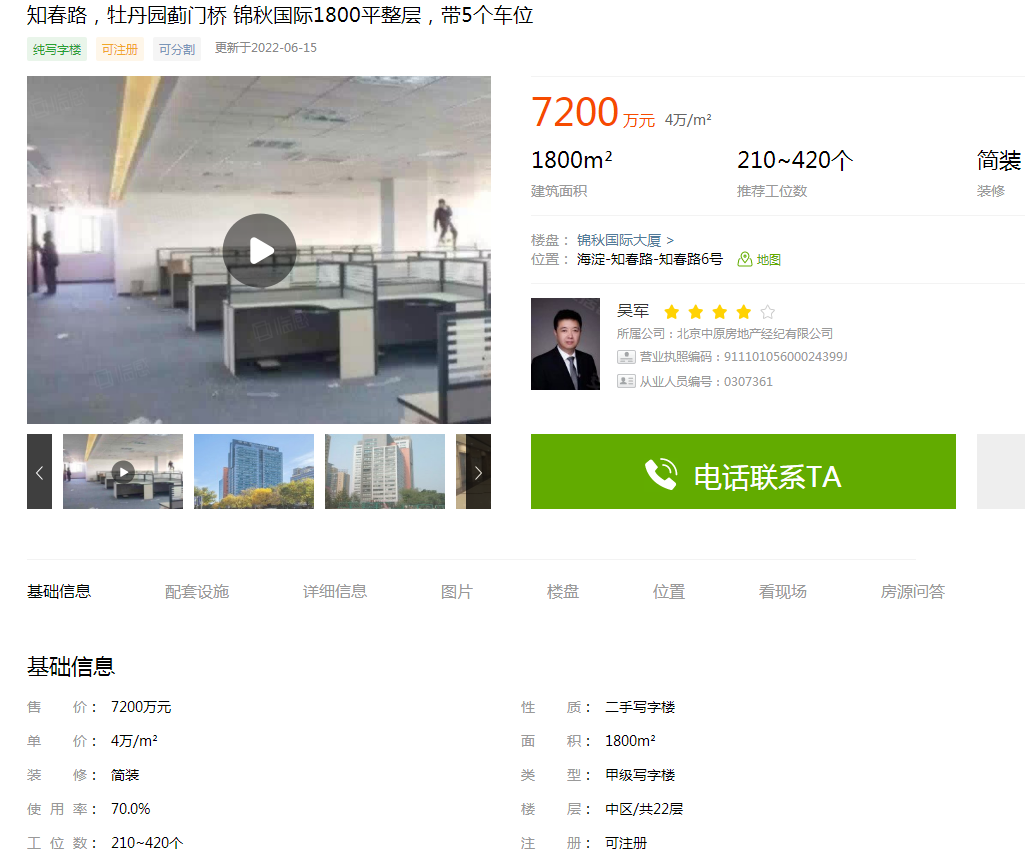 知春路，牡丹园蓟门桥 锦秋国际1800平整层，带5个车位
纯写字楼 可注册 可分割 更新于2022-06-15
7200 万元 4万/m²
1800m² 210~420个 简装
建筑面积 推荐工位数 装修
楼盘： 锦秋国际大厦 >
位置： 海淀-知春路-知春路6号 地图
吴军
所属公司：北京中原房地产经纪有限公司
营业执照编码：91110105600024399J
从业人员编号：0307361
电话联系TA
基础信息 配套设施 详细信息 图片 楼盘 位置 看现场 房源问答
基础信息
售 价： 7200万元 性 质： 二手写字楼
单 价： 4万/m² 面 积： 1800m²
装 修： 简装 类 型： 甲级写字楼
使 用 率： 70.0% 楼 层： 中区/共22层
工 位 数： 210~420个 注 册： 可注册